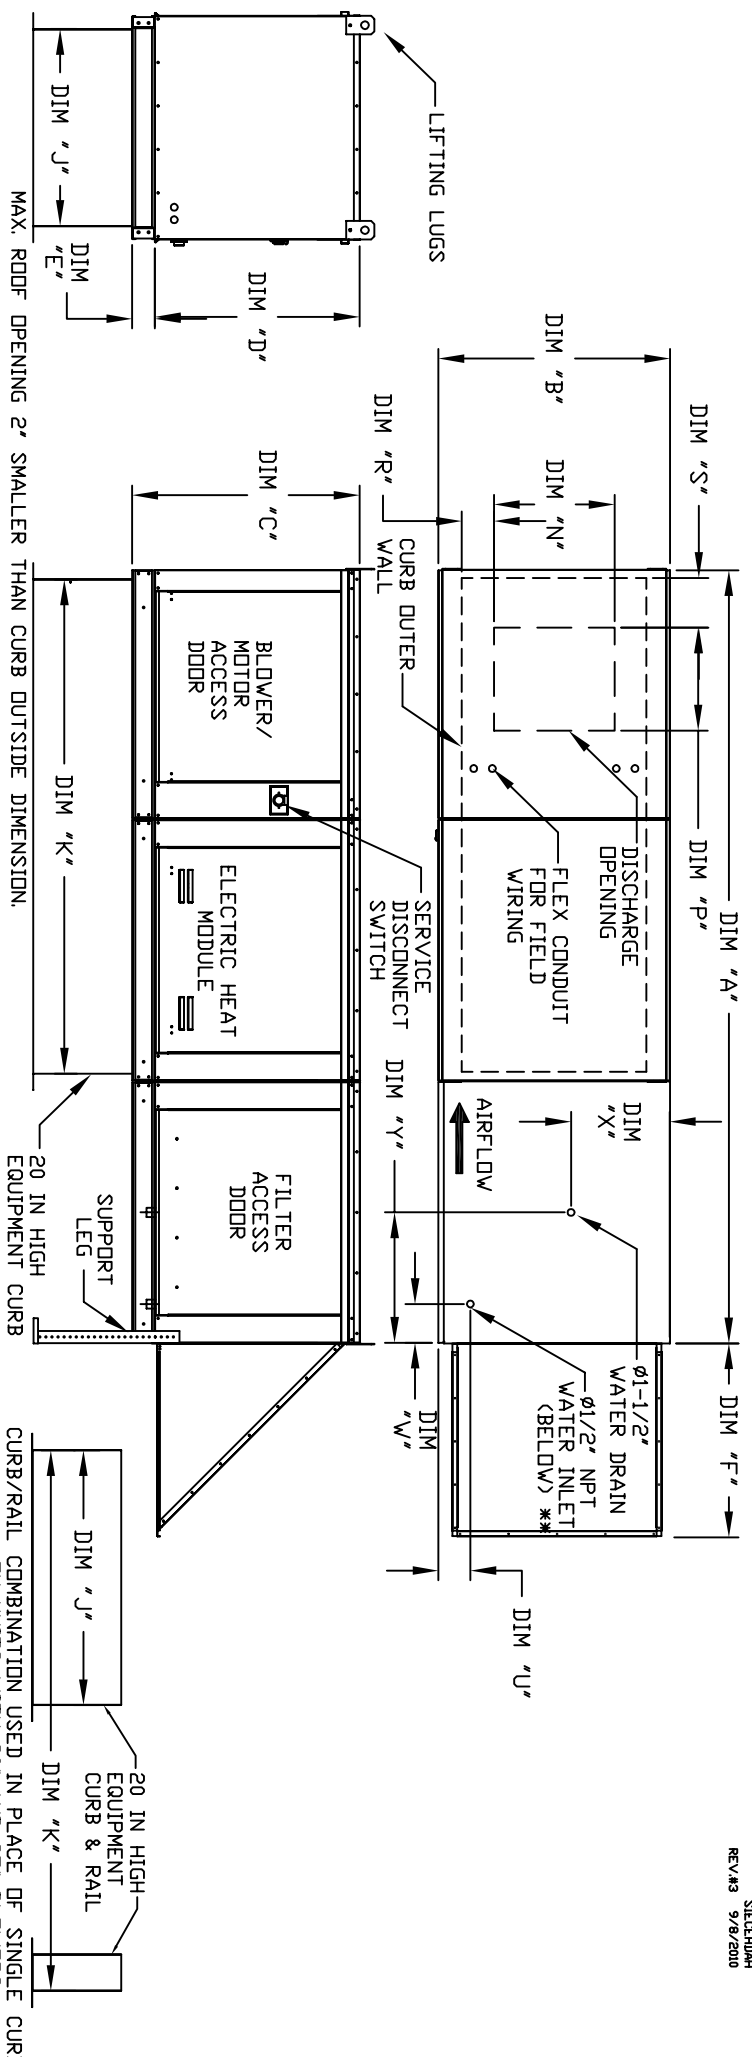 SIECEHDAH
REV.#3 9/8/2010
DIM "A"
DIM "F"
DIM "S"
DIM "P"
DIM "B"
DIM "N"
DIM "R"
CURB OUTER
WALL
DISCHARGE
OPENING
FLEX CONDUIT
FOR FIELD
WIRING
DIM
"X"
AIRFLOW
DIM "Y"
Ø1-1/2"
WATER DRAIN
Ø1/2" NPT
WATER INLET
(BELOW) **
DIM
"W"
DIM "U"
LIFTING LUGS
DIM "D"
DIM
"E"
DIM "J"
DIM "C"
BLOWER/
MOTOR
ACCESS
DOOR
SERVICE
DISCONNECT
SWITCH
ELECTRIC HEAT
MODULE
FILTER
ACCESS
DOOR
DIM "K"
SUPPORT
LEG
20 IN HIGH
EQUIPMENT CURB
MAX. ROOF OPENING 2" SMALLER THAN CURB OUTSIDE DIMENSION.
DIM "J"
20 IN HIGH
EQUIPMENT
CURB & RAIL
DIM "K"
CURB/RAIL COMBINATION USED IN PLACE OF SINGLE